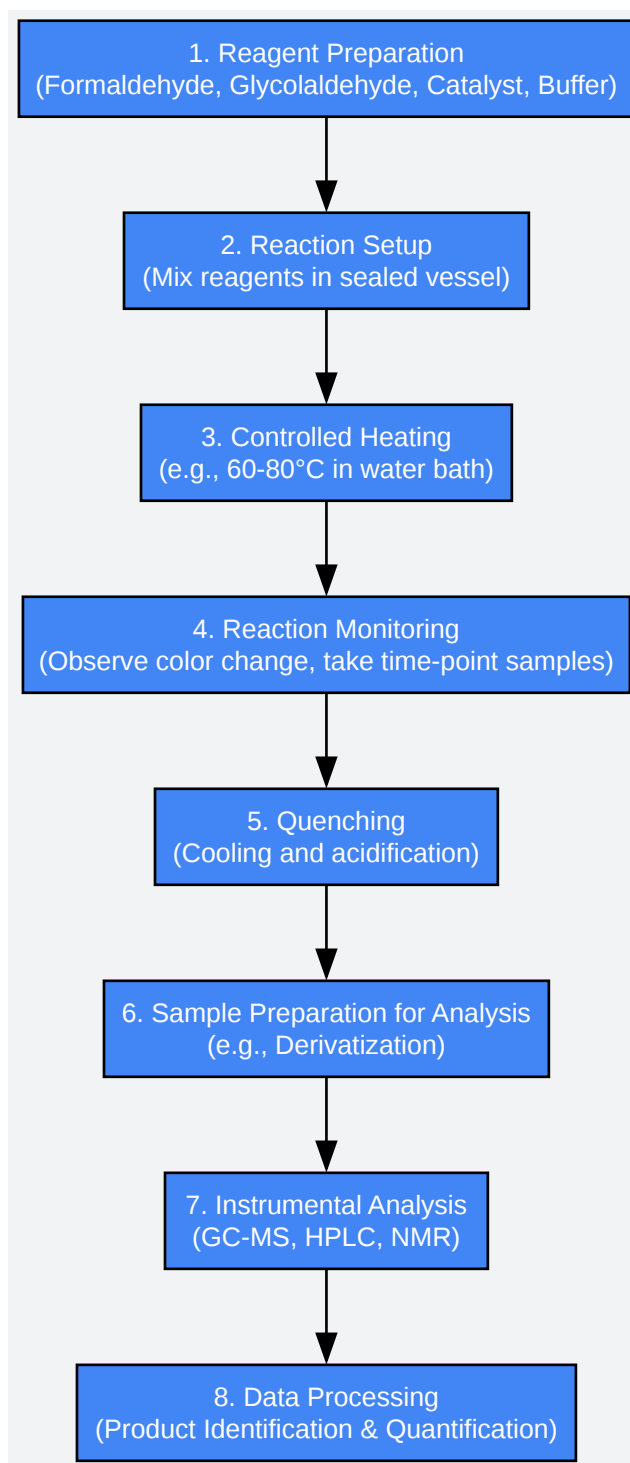 1. Reagent Preparation
(Formaldehyde, Glycolaldehyde, Catalyst, Buffer)
2. Reaction Setup
(Mix reagents in sealed vessel)
3. Controlled Heating
(e.g., 60-80°C in water bath)
4. Reaction Monitoring
(Observe color change, take time-point samples)
5. Quenching
(Cooling and acidification)
6. Sample Preparation for Analysis
(e.g., Derivatization)
7. Instrumental Analysis
(GC-MS, HPLC, NMR)
8. Data Processing
(Product Identification & Quantification)